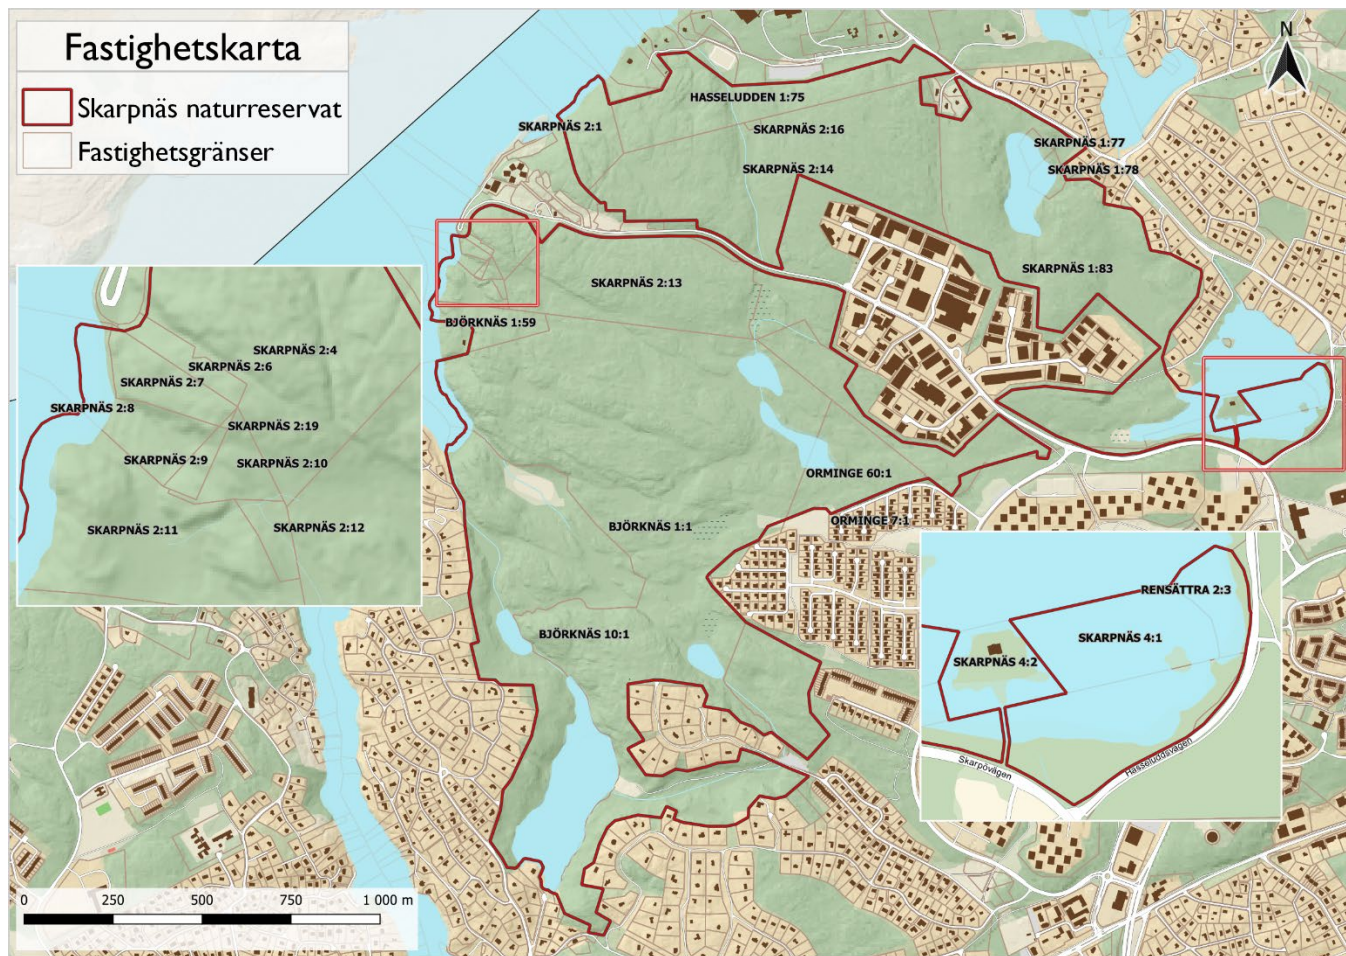 Fastighetskarta
Skarpnäs naturreservat
Fastighetsgränser
N
HASSELUDDEN 1:75
SKARPNÄS 2:1
SKARPNÄS 2:16
SKARPNÄS 1:77
SKARPNÄS 2:14
SKARPNÄS 1:78
SKARPNÄS 1:83
SKARPNÄS 2:13
BJÖRKNÄS 1:59
SKARPNÄS 2:4
SKARPNÄS 2:6
SKARPNÄS 2:7
SKARPNÄS 2:8
SKARPNÄS 2:19
SKARPNÄS 2:9
SKARPNÄS 2:10
SKARPNÄS 2:11
SKARPNÄS 2:12
ORMINGE 60:1
ORMINGE 7:1
BJÖRKNÄS 1:1
BJÖRKNÄS 10:1
RENSÄTTRA 2:3
SKARPNÄS 4:1
SKARPNÄS 4:2
Skarpövägen
Hasseluddsvägen
0 250 500 750 1 000 m